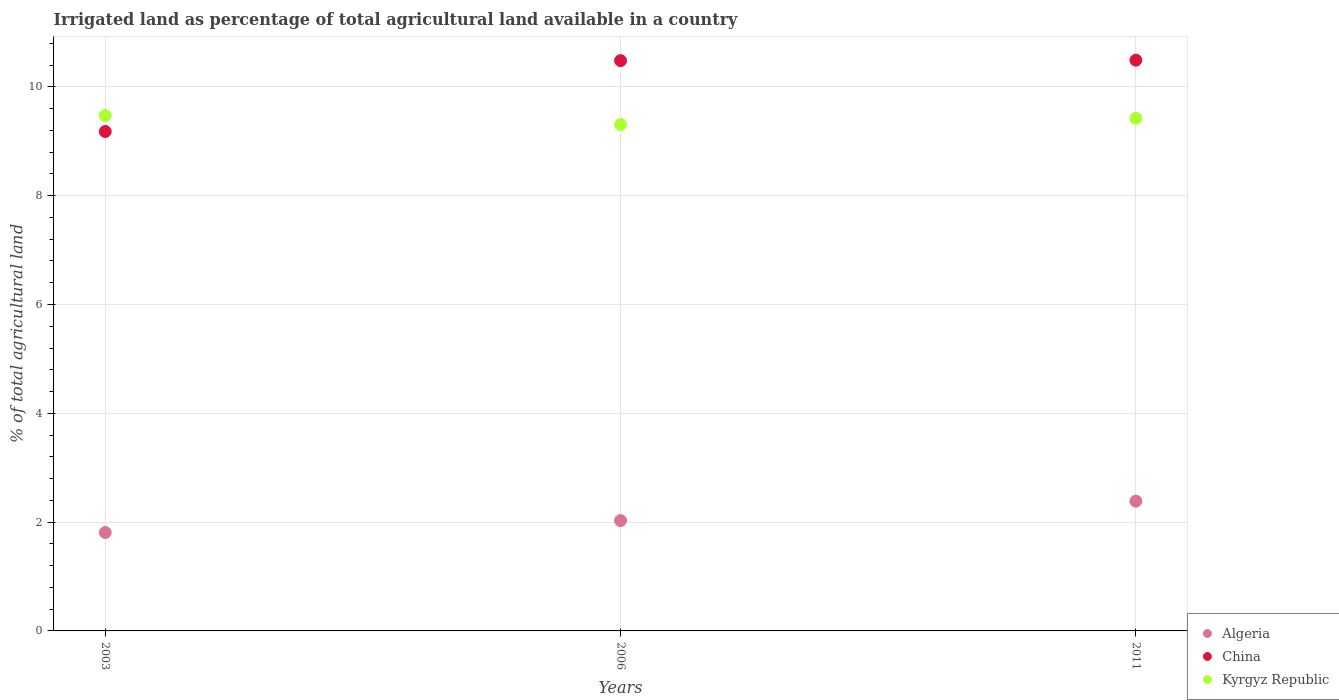 Irrigated land as percentage of total agricultural land available in a country
% of total agricultural land
10
8
6
4
2
0
2003
2006
2011
Years
Algeria
China
Kyrgyz Republic